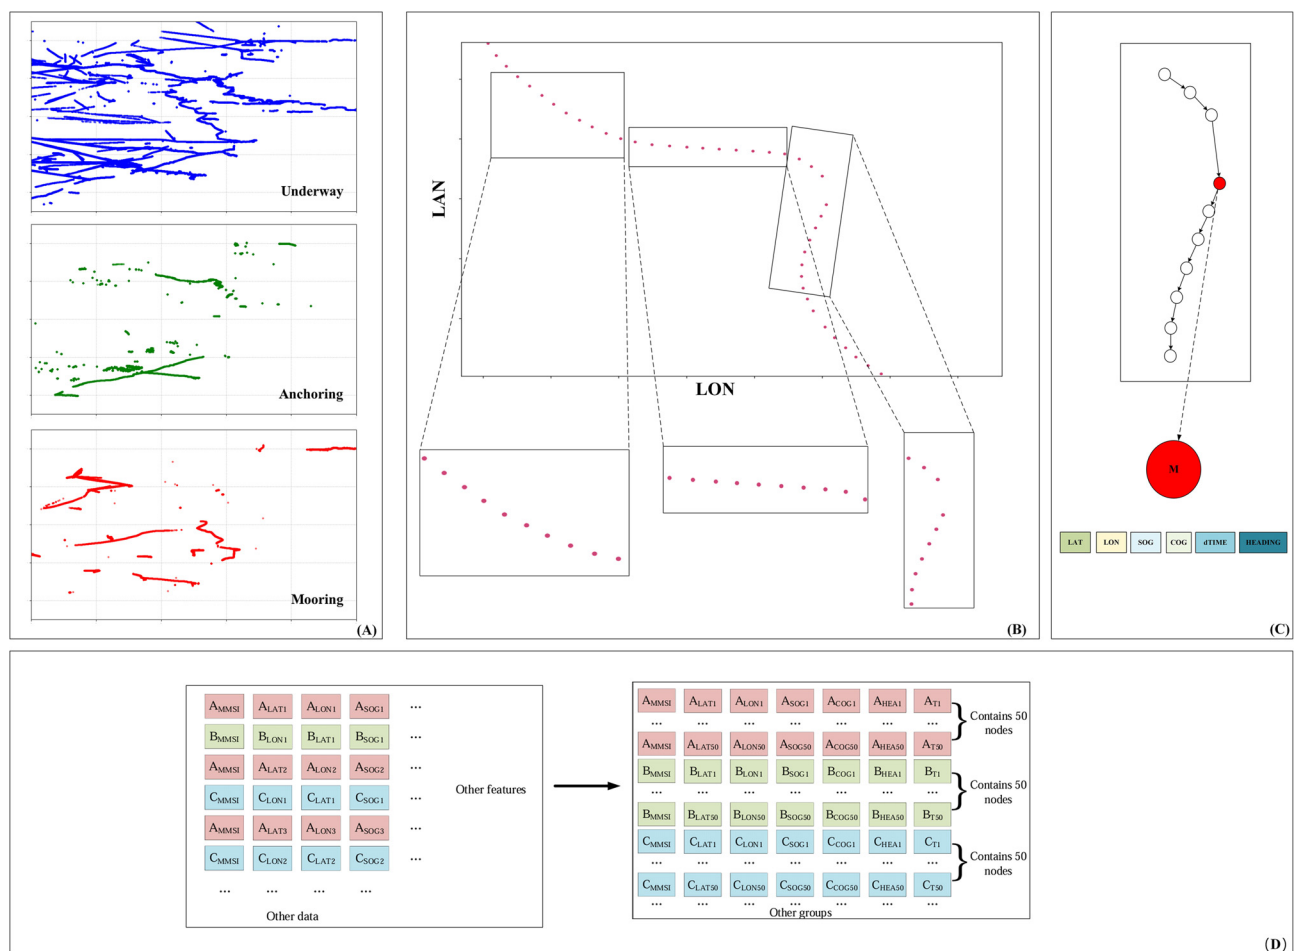 Underway
Anchoring
Mooring
(A)
LAN
LON
(B)
M
LAT LON SOG COG dTIME HEADING
(C)
AMMSI ALAT1 ALON1 ASOG1 ...
BMMSI BLON1 BLAT1 BSOG1 ...
AMMSI ALAT2 ALON2 ASOG2 ...
CMMSI CLON1 CLAT1 CSOG1 ...
AMMSI ALAT3 ALON3 ASOG3 ...
CMMSI CLON2 CLAT2 CSOG2 ...
... ... ... ...
Other features
Other data
AMMSI ALAT1 ALON1 ASOG1 ACOG1 AHEA1 AT1
... ... ... ... ... ... ...
AMMSI ALAT50 ALON50 ASOG50 ACOG50 AHEA50 AT50
Contains 50
nodes
BMMSI BLAT1 BLON1 BSOG1 BCOG1 BHEA1 BT1
... ... ... ... ... ... ...
BMMSI BLAT50 BLON50 BSOG50 BCOG50 BHEA50 BT50
Contains 50
nodes
CMMSI CLAT1 CLON1 CSOG1 CCOG1 CHEA1 CT1
... ... ... ... ... ... ...
CMMSI CLAT50 CLON50 CSOG50 CCOG50 CHEA50 CT50
... ... ... ... ... ... ...
Contains 50
nodes
Other groups
(D)